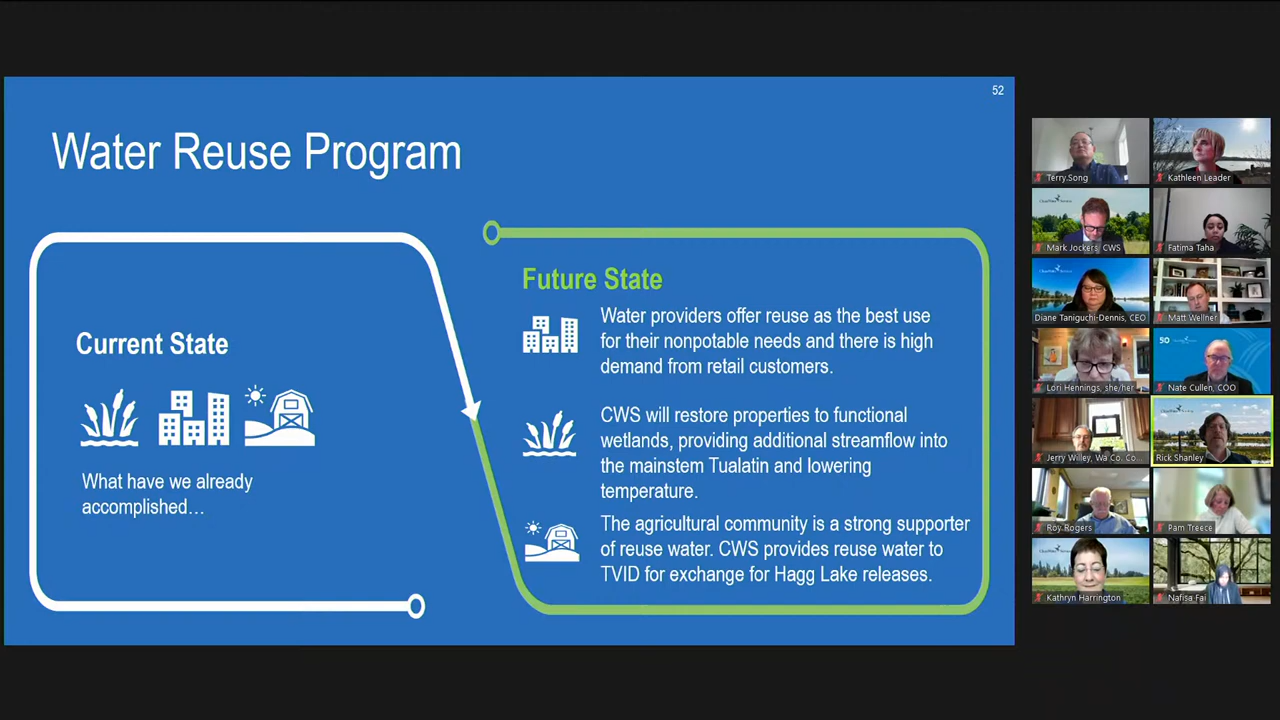 52
Water Reuse Program
Current State
What have we already
accomplished...
Future State
Water providers offer reuse as the best use
for their nonpotable needs and there is high
demand from retail customers.
CWS will restore properties to functional
wetlands, providing additional streamflow into
the mainstem Tualatin and lowering
temperature.
The agricultural community is a strong supporter
of reuse water. CWS provides reuse water to
TVID for exchange for Hagg Lake releases.
Terry Song
Kathleen Leader
Mark Jockers, CWS
Fatima Taha
Diane Taniguchi-Dennis, CEO
Matt Wellner
Lori Hennings, she/her
50
Nate Cullen, COO
Jerry Willey, Wa Co. Co...
Rick Shanley
Roy Rogers
Pam Treece
Kathryn Harrington
Nafisa Fai